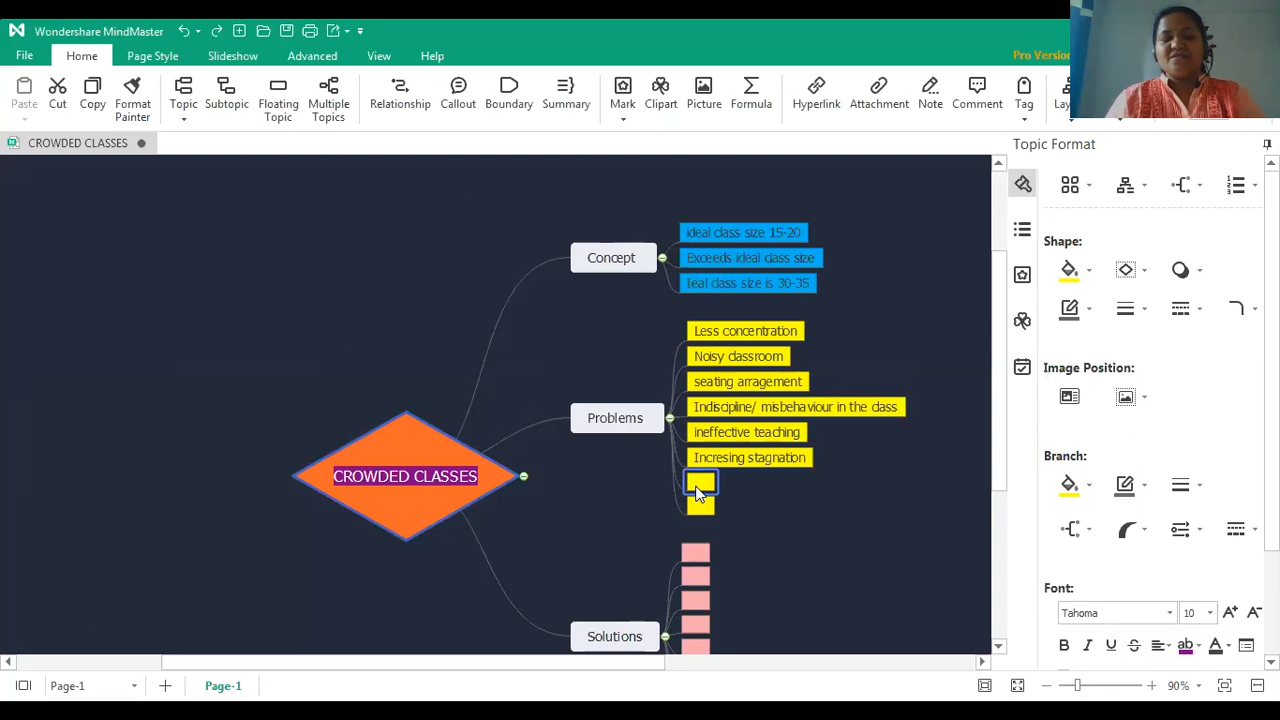 Wondershare MindMaster
File Home Page Style Slideshow Advanced View Help Pro Version
Paste Cut Copy Format Painter Topic Subtopic Floating Topic Multiple Topics Relationship Callout Boundary Summary Mark Clipart Picture Formula Hyperlink Attachment Note Comment Tag
CROWDED CLASSES
Topic Format
ideal class size 15-20
Concept
Exceeds ideal class size
Ieal class size is 30-35
Shape:
Less concentration
Noisy classroom
seating arragement
Image Position:
Indiscipline/ misbehaviour in the class
Problems
ineffective teaching
Incresing stagnation
Branch:
CROWDED CLASSES
Font:
Tahoma 10
Solutions
B I U ab A
Page-1 Page-1 90%